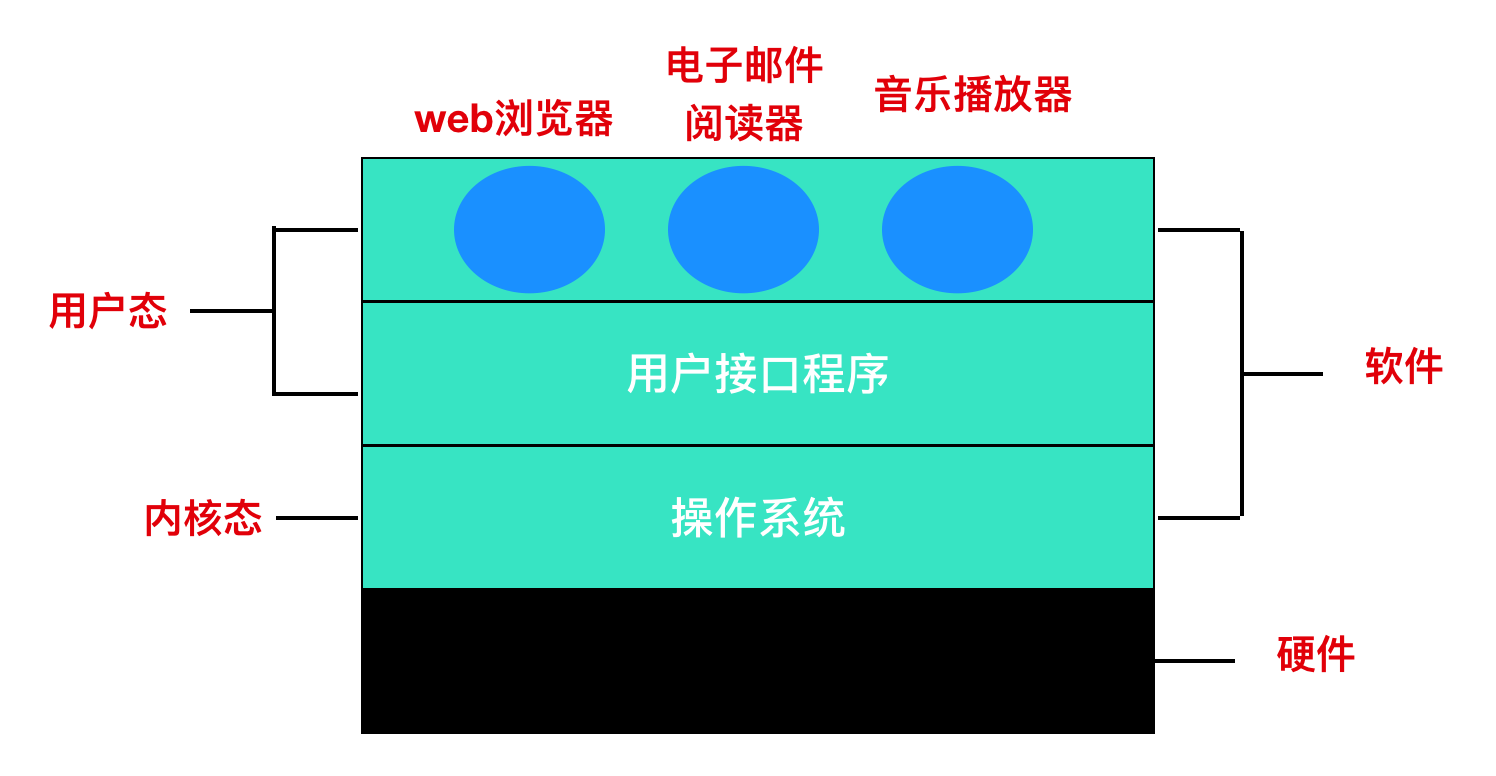 电子邮件
阅读器
web浏览器
音乐播放器
用户态
用户接口程序
软件
内核态
操作系统
硬件